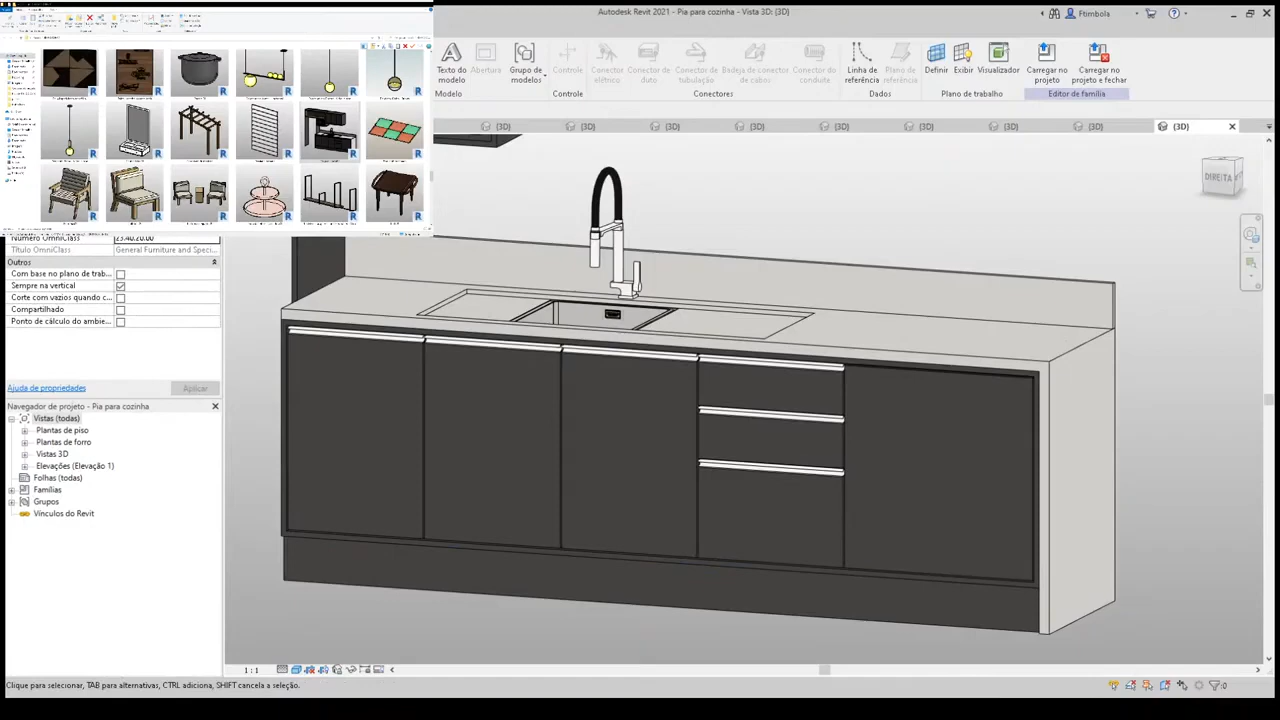 Autodesk Revit 2021 - Pia para cozinha - Vista 3D: {3D}
Ftimbola
Texto do modelo
Abertura
Grupo de modelos
Controle
Conector elétrico
Conector de duto
Conector de tubulação
Badeja de conector de cabo
Conector de conduite
Linha de referência
Plano de referência
Definir
Exibir
Visualizador
Carregar no projeto
Carregar no projeto e fechar
Modelo
Controle
Conectores
Dados
Plano de trabalho
Editor de família
{3D}
{3D}
{3D}
{3D}
{3D}
{3D}
{3D}
{3D}
{3D}
DIREITA
Número OmniClass
23.40.20.00
Título OmniClass
General Furniture and Speci...
Outros
Com base no plano de trab...
Sempre na vertical
Corte com vazios quando c...
Compartilhado
Ponto de cálculo do ambie...
Ajuda de propriedades
Aplicar
Navegador de projeto - Pia para cozinha
Vistas (todas)
Plantas de piso
Plantas de forro
Vistas 3D
Elevações (Elevação 1)
Folhas (todas)
Famílias
Grupos
Vínculos do Revit
1 : 1
Clique para selecionar, TAB para alternativas, CTRL adiciona, SHIFT cancela a seleção.
:0